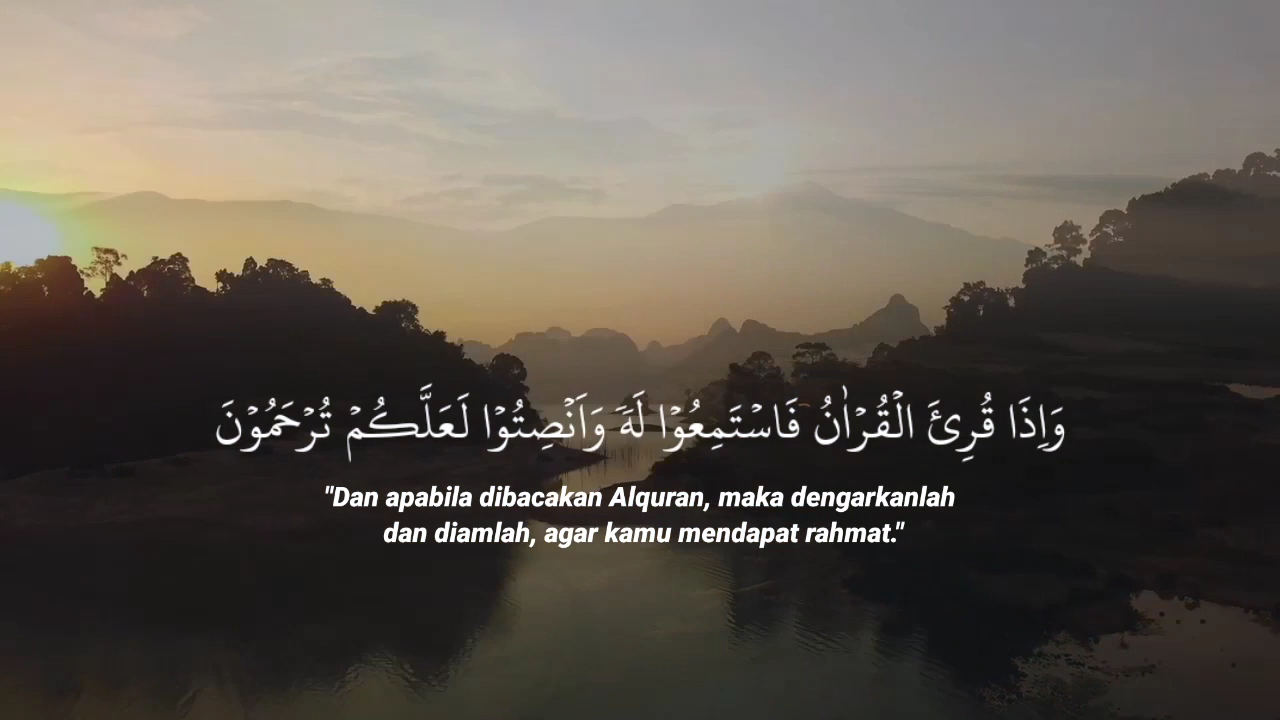 وَاِذَا قُرِئَ الْقُرْاٰنُ فَاسْتَمِعُوْا لَهٗ وَاَنْصِتُوْا لَعَلَّكُمْ تُرْحَمُوْنَ
"Dan apabila dibacakan Alquran, maka dengarkanlah
dan diamlah, agar kamu mendapat rahmat."